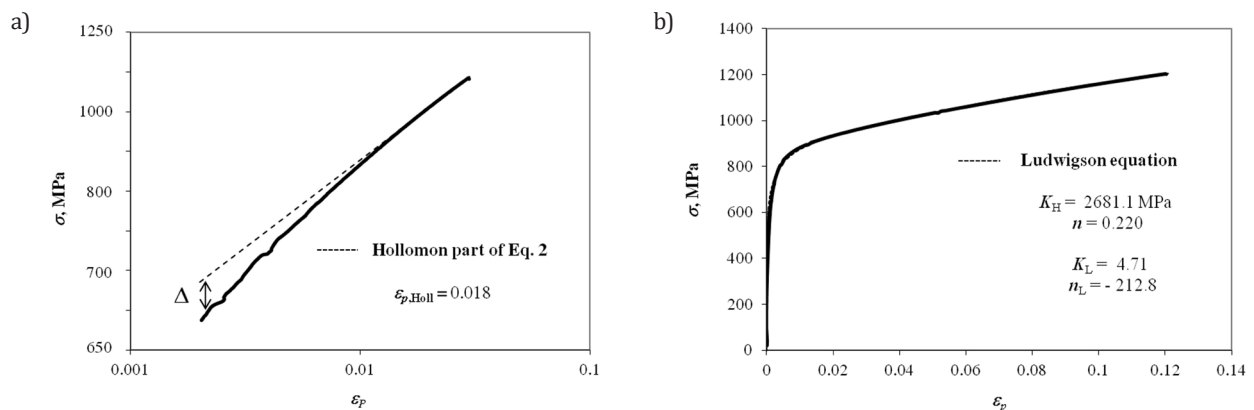 a)
1250
1000
800
700
650
σ, MPa
Δ
Hollomon part of Eq. 2
εp,Holl = 0.018
0.001
0.01
0.1
εP
b)
1400
1200
1000
800
600
400
200
0
σ, MPa
Ludwigson equation
KH = 2681.1 MPa
n = 0.220
KL = 4.71
nL = - 212.8
0
0.02
0.04
0.06
0.08
0.1
0.12
0.14
εp